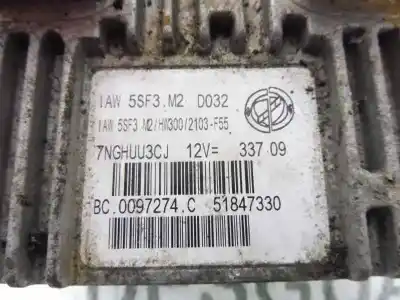 IAW 5SF3.M2 D032
IAW 5SF3 M2/HW300/2103-F55
7NGHUU3CJ 12V= 337 09
BC.0097274.C 51847330